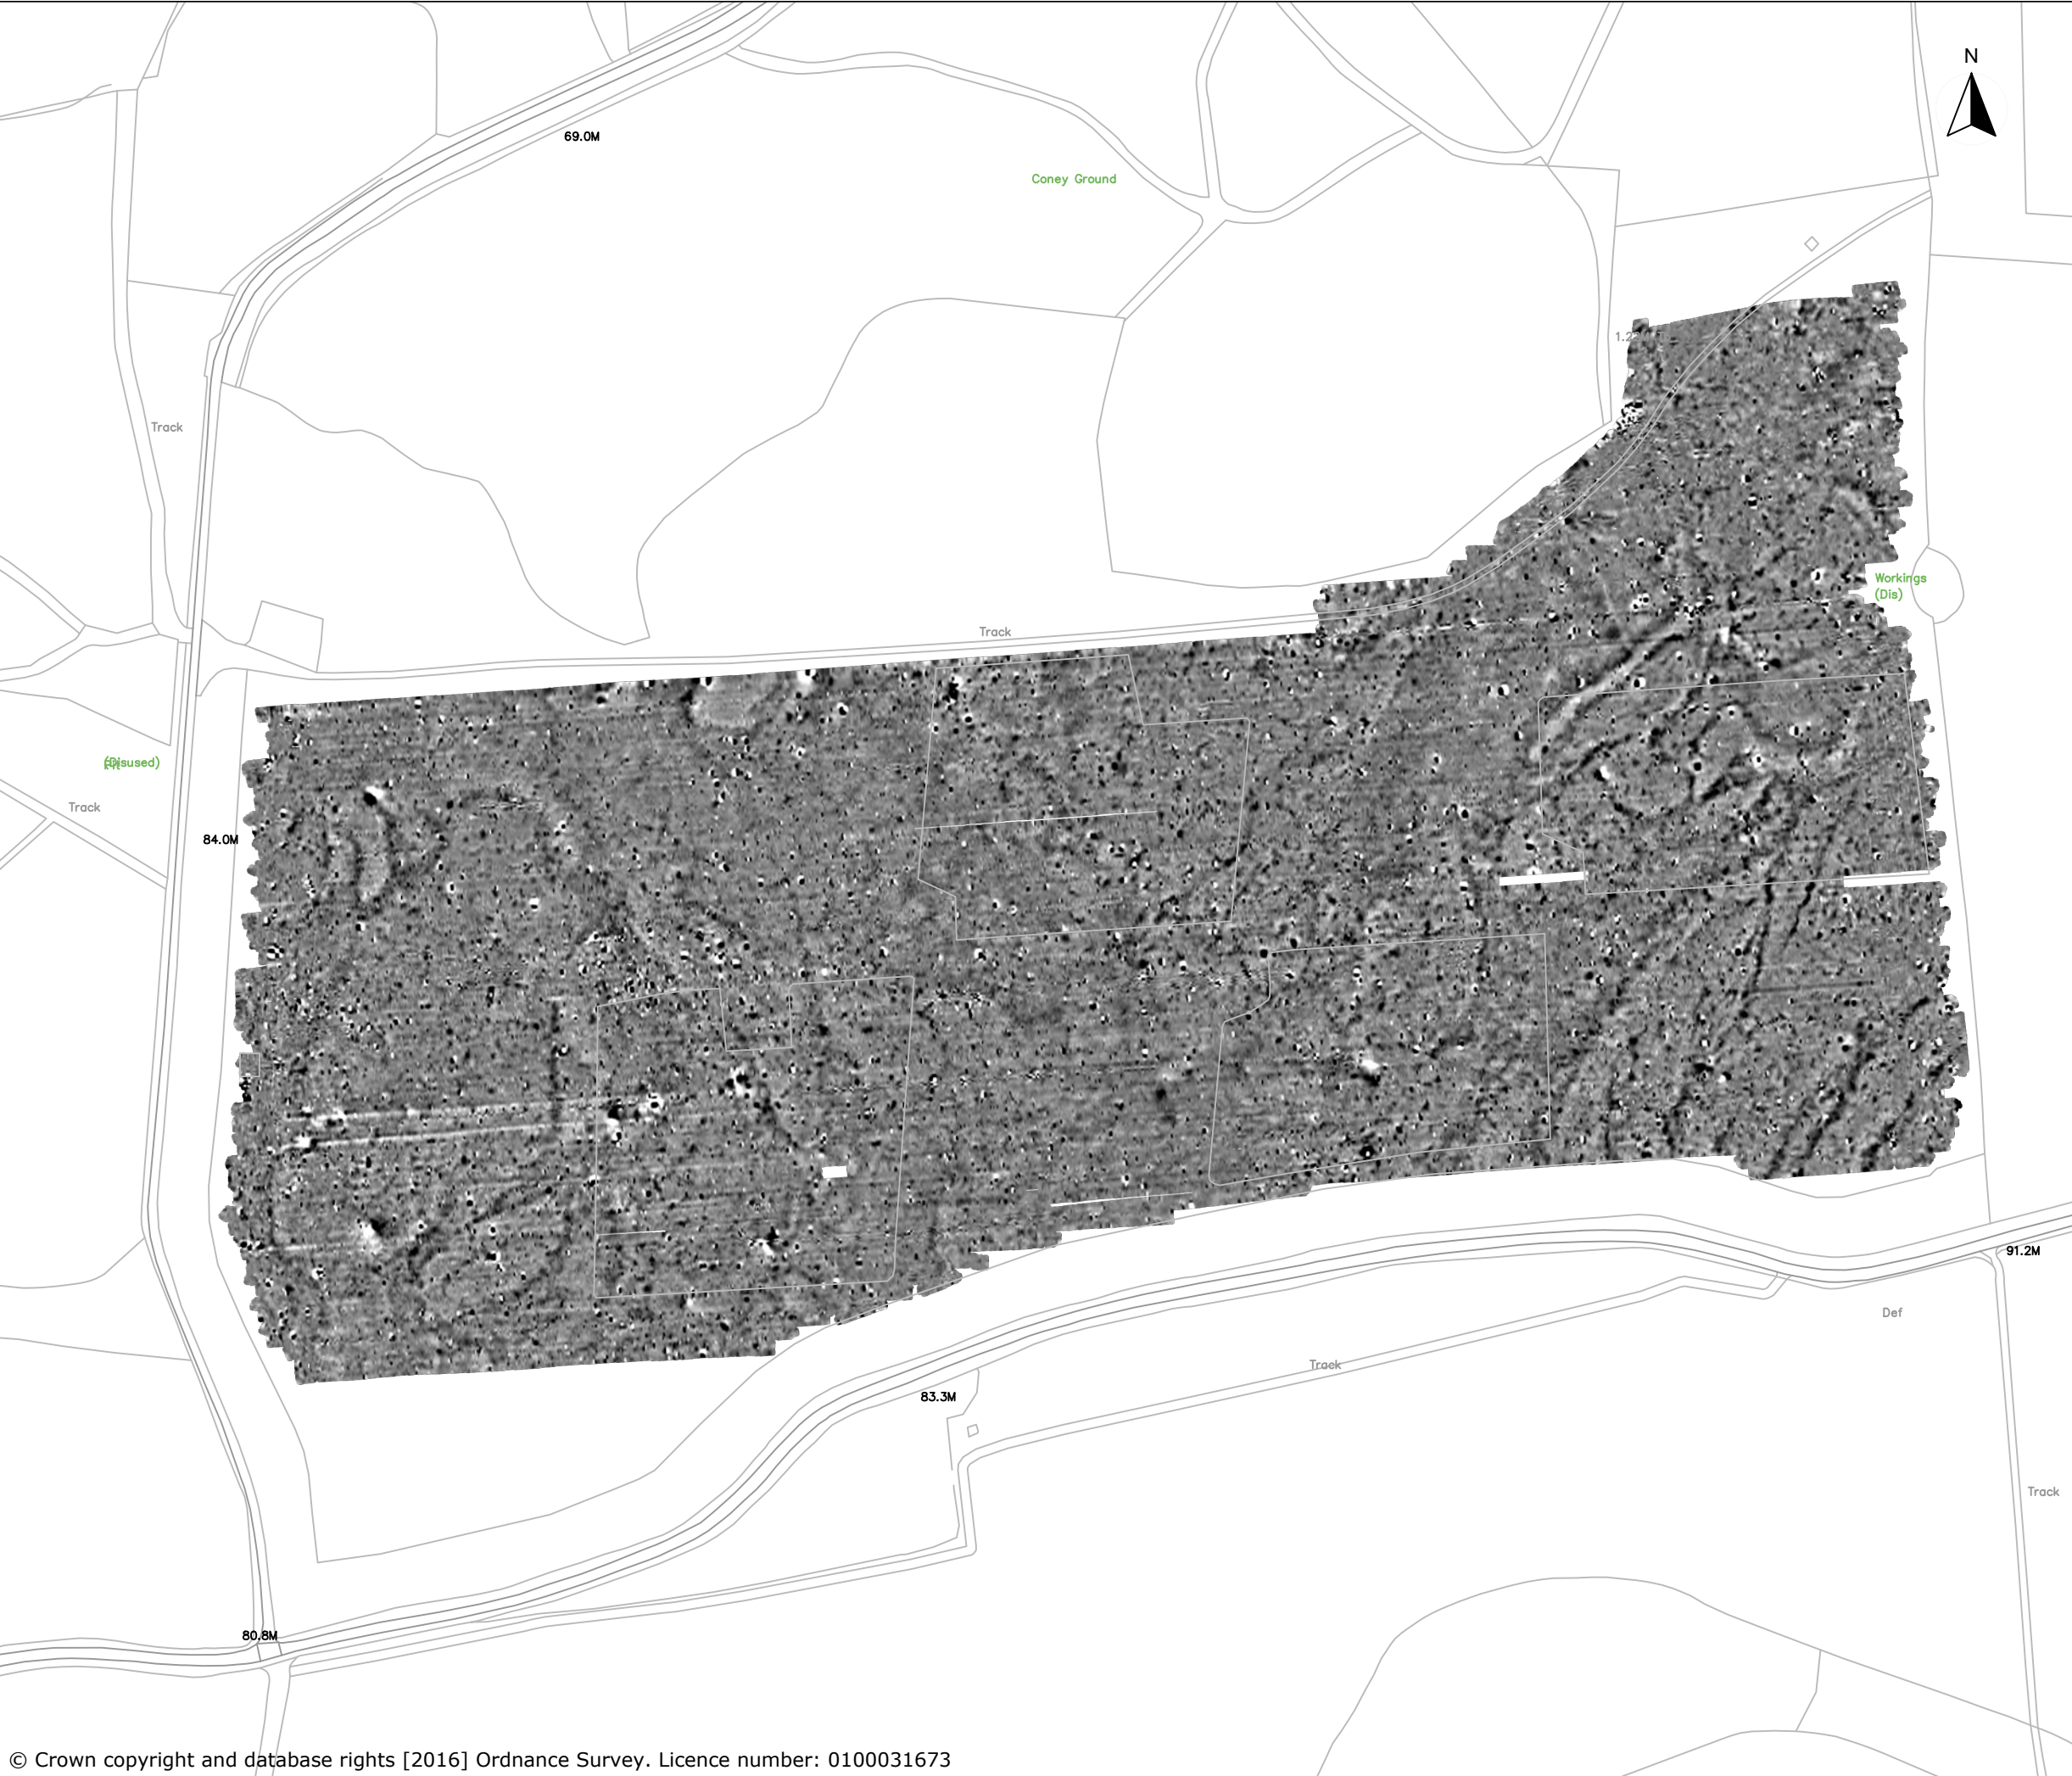 N
69.0M
Coney Ground
Track
Track
Workings
(Dis)
(Disused)
Track
84.0M
91.2M
Def
Track
83.3M
Track
80.8M
© Crown copyright and database rights [2016] Ordnance Survey. Licence number: 0100031673